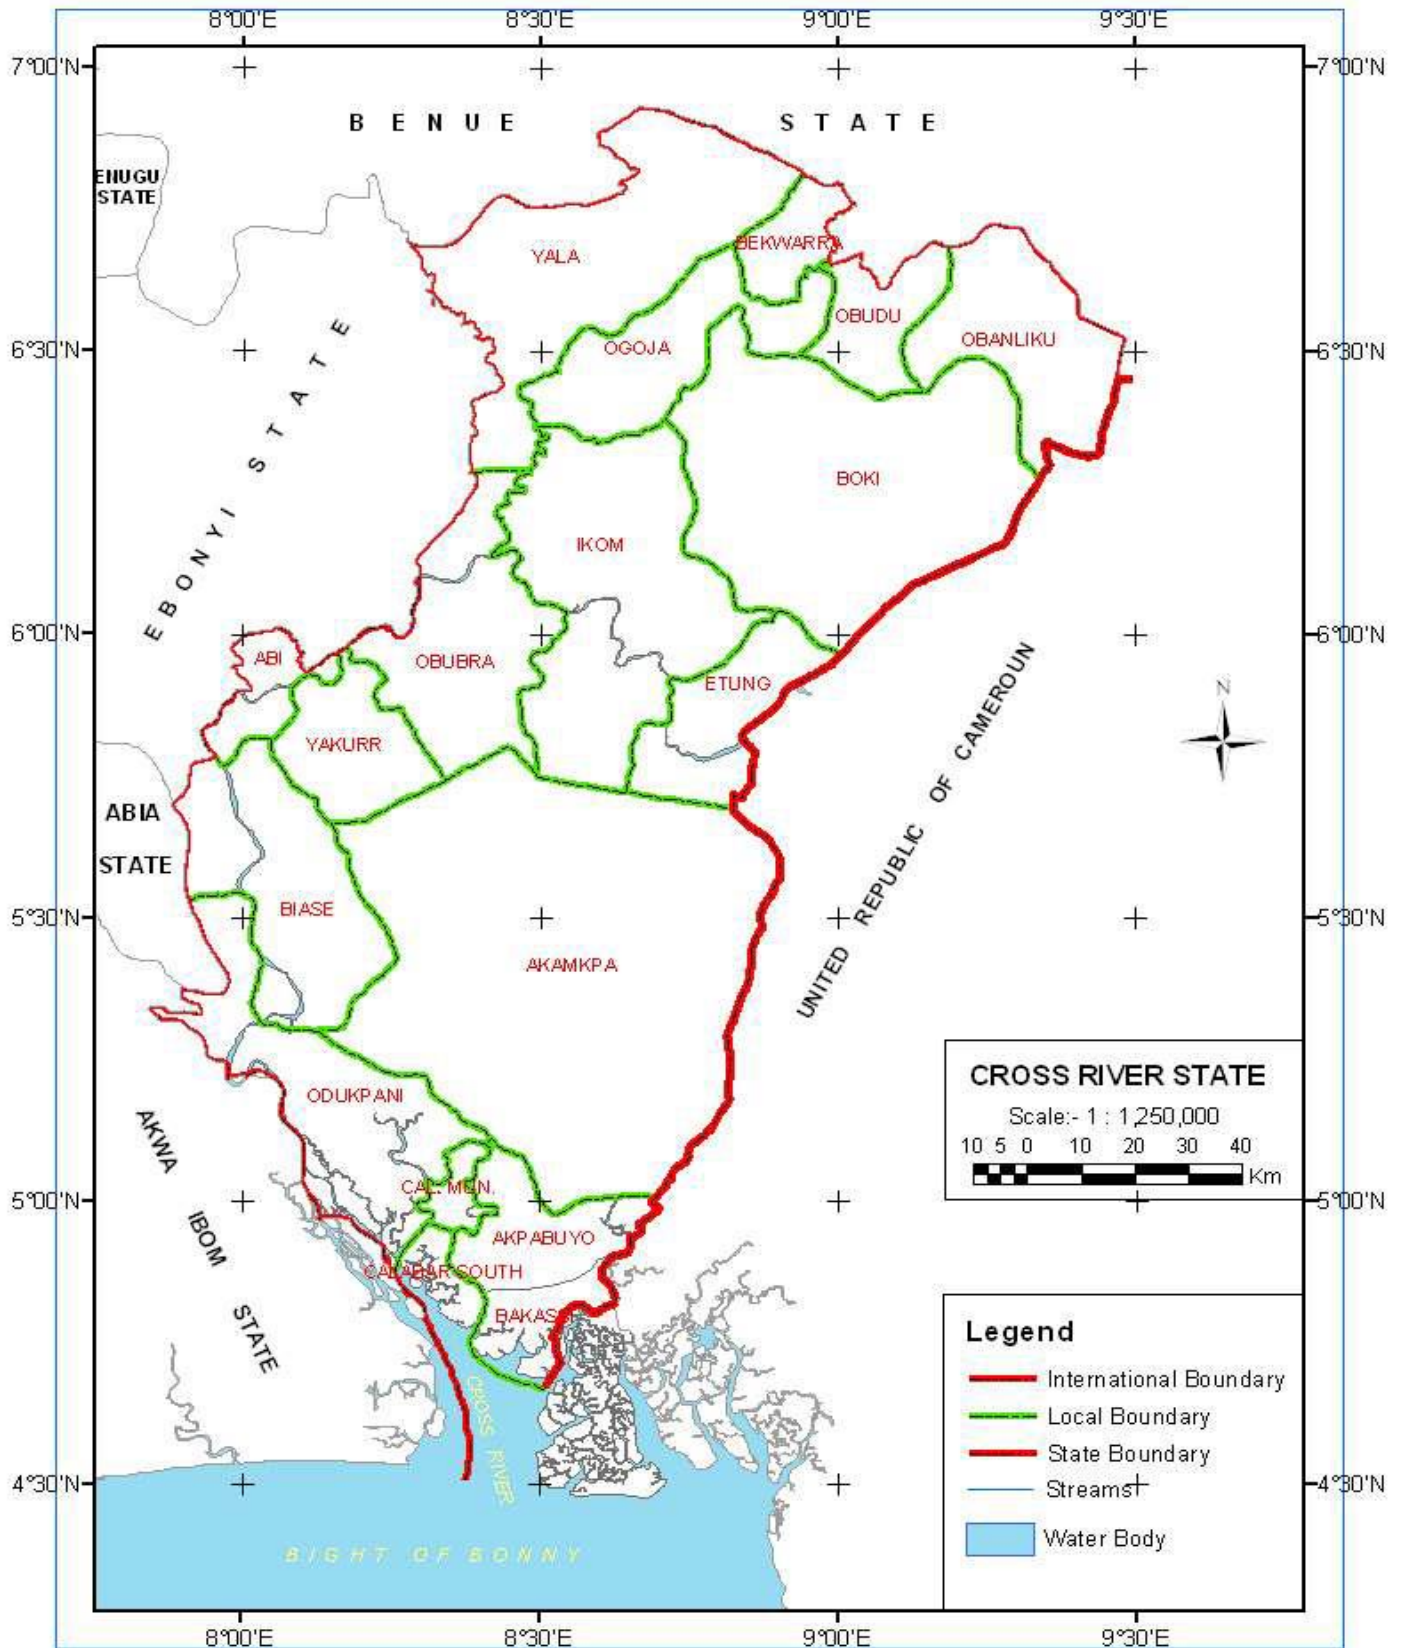 8°00'E 8°30'E 9°00'E 9°30'E
7°00'N 7°00'N
BENUE STATE
ENUGU
STATE
BEKWARRA
YALA
OBUDU
OBANLIKU
OGOJA
6°30'N 6°30'N
EBONYI STATE
BOKI
IKOM
6°00'N 6°00'N
ABI
OBUBRA
ETUNG
YAKURR
UNITED REPUBLIC OF CAMEROUN
N
ABIA
STATE
BIASE
5°30'N 5°30'N
AKAMKPA
CROSS RIVER STATE
Scale:- 1 : 1,250,000
10 5 0 10 20 30 40
Km
ODUKPANI
AKWA IBOM STATE
CAL. MUN.
5°00'N 5°00'N
AKPABUYO
CALABAR SOUTH
BAKASSI
Legend
International Boundary
Local Boundary
State Boundary
Streams
Water Body
CROSS RIVER
4°30'N 4°30'N
BIGHT OF BONNY
8°00'E 8°30'E 9°00'E 9°30'E